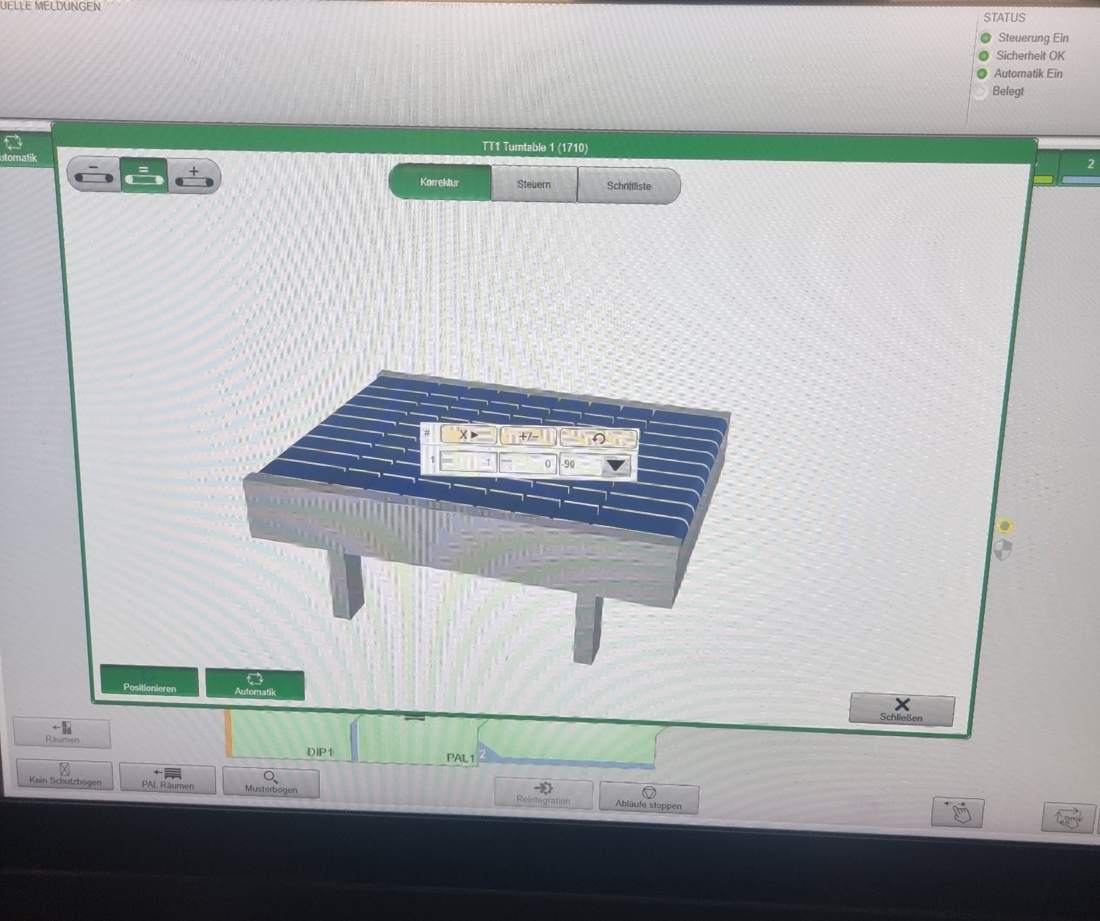 UELLE MELDUNGEN
STATUS
Steuerung Ein
Sicherheit OK
Automatik Ein
Belegt
utomatik
TT1 Turntable 1 (1710)
2
− = +
Korrektur
Steuern
Schrittliste
# X +/−
1 -1 0 -90
Positionieren
Automatik
Schließen
Räumen
DIP1
PAL1
2
Kein Schutzbogen
PAL Räumen
Musterbogen
Reintegration
Abläufe stoppen